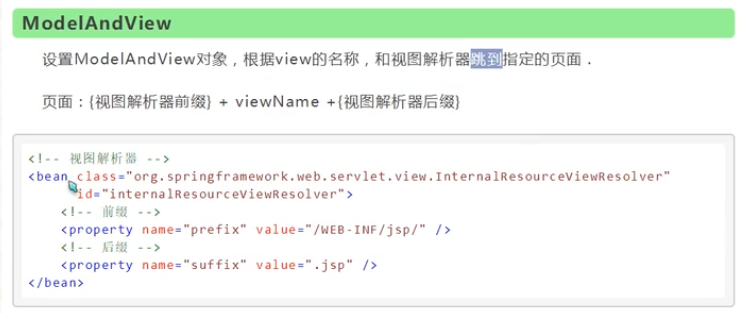 ModelAndView
设置ModelAndView对象，根据view的名称，和视图解析器跳到指定的页面．
页面：{视图解析器前缀} + viewName +{视图解析器后缀}
<!-- 视图解析器 -->
<bean class="org.springframework.web.servlet.view.InternalResourceViewResolver"
id="internalResourceViewResolver">
<!-- 前缀 -->
<property name="prefix" value="/WEB-INF/jsp/" />
<!-- 后缀 -->
<property name="suffix" value=".jsp" />
</bean>